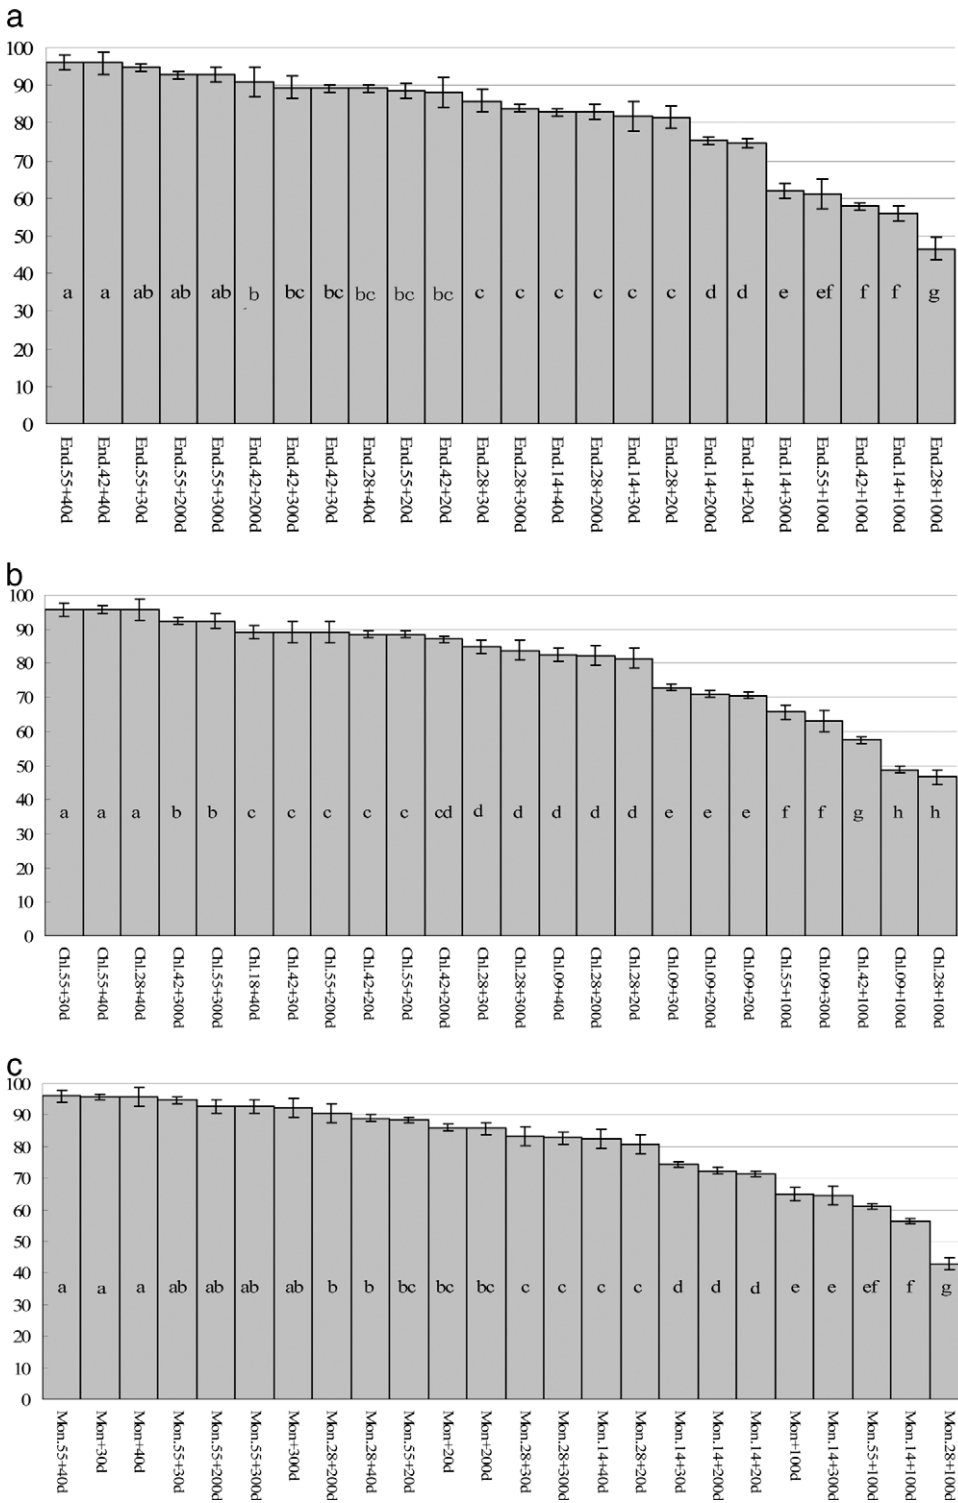 a
100
90
80
70
60
50
40
30
20
10
0
a a ab ab ab b bc bc bc bc bc c c c c c c d d e ef f f g
End.55+40d
End.42+40d
End.55+30d
End.55+200d
End.55+300d
End.42+200d
End.42+300d
End.42+30d
End.28+40d
End.55+20d
End.42+20d
End.28+30d
End.28+300d
End.14+40d
End.28+200d
End.14+30d
End.28+20d
End.14+200d
End.14+20d
End.14+300d
End.55+100d
End.42+100d
End.14+100d
End.28+100d
b
100
90
80
70
60
50
40
30
20
10
0
a a a b b c c c c c cd d d d d d e e e f f g h h
Chl.55+30d
Chl.55+40d
Chl.28+40d
Chl.42+300d
Chl.55+300d
Chl.18+40d
Chl.42+30d
Chl.55+200d
Chl.42+20d
Chl.55+20d
Chl.42+200d
Chl.28+30d
Chl.28+300d
Chl.09+40d
Chl.28+200d
Chl.28+20d
Chl.09+30d
Chl.09+200d
Chl.09+20d
Chl.55+100d
Chl.09+300d
Chl.42+100d
Chl.09+100d
Chl.28+100d
c
100
90
80
70
60
50
40
30
20
10
0
a a a ab ab ab ab b b bc bc bc c c c c d d d e e ef f g
Mon.55+40d
Mon+30d
Mon+40d
Mon.55+30d
Mon.55+200d
Mon.55+300d
Mon+300d
Mon.28+200d
Mon.28+40d
Mon.55+20d
Mon+20d
Mon+200d
Mon.28+30d
Mon.28+300d
Mon.14+40d
Mon.28+20d
Mon.14+30d
Mon.14+200d
Mon.14+20d
Mon+100d
Mon.14+300d
Mon.55+100d
Mon.14+100d
Mon.28+100d